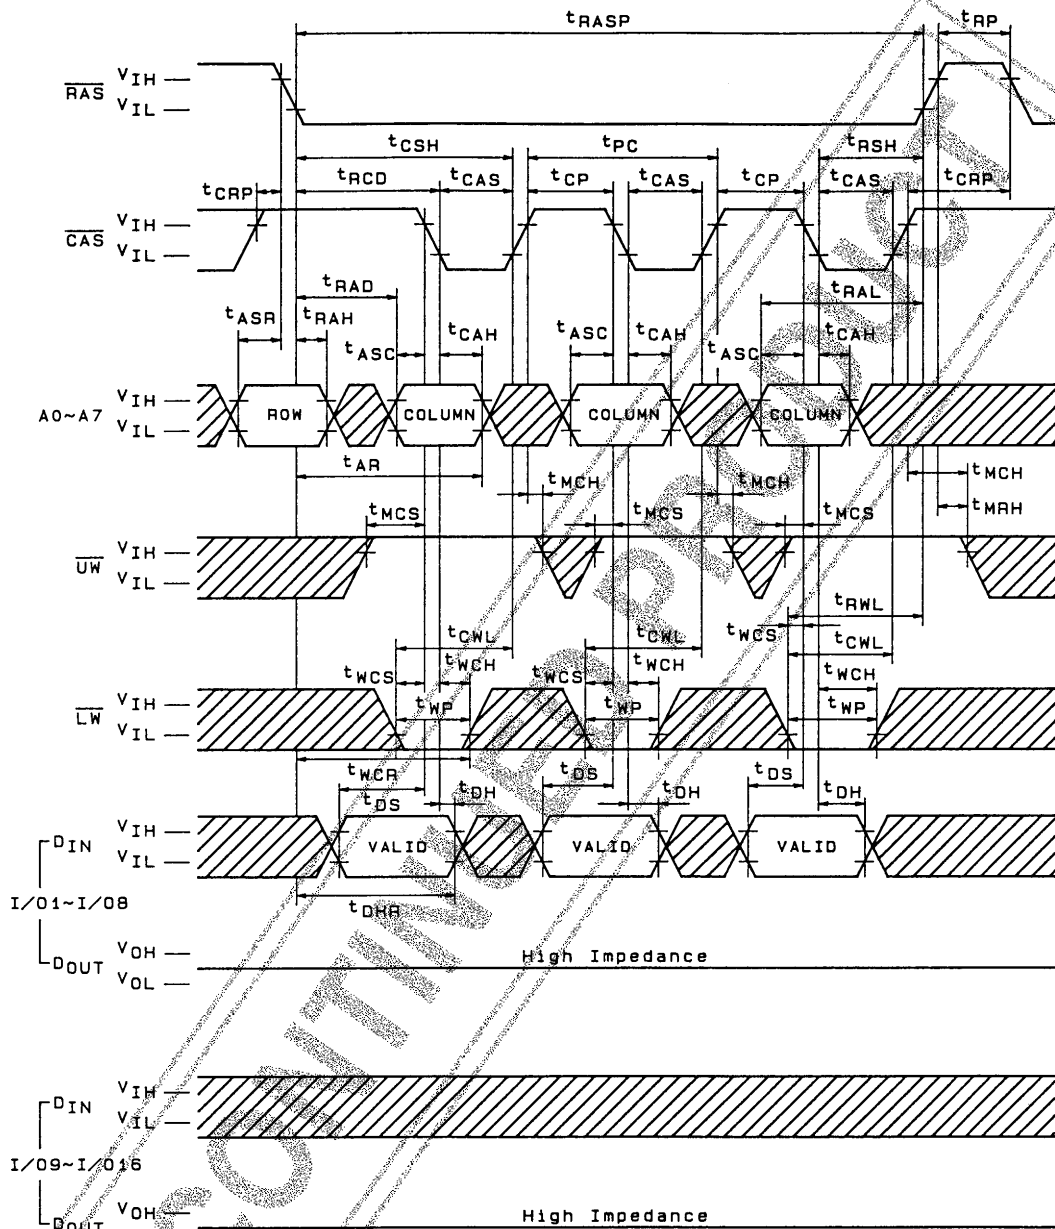 tRASP tRP
RAS VIH VIL
tCSH tPC tRSH
tCRP tRCD tCAS tCP tCAS tCP tCAS tCRP
CAS VIH VIL
tRAD tRAL
tASR tRAH tASC tCAH tASC tCAH tASC tCAH
A0~A7 VIH VIL ROW COLUMN COLUMN COLUMN
tAR
tMCH tMCH tMCH
tMCS tMCS tMCS tMRH
UW VIH VIL
tRWL
tCWL tCWL tWCS tCWL
tWCS tWCH tWCS tWCH tWCH
tWP tWP tWP
LW VIH VIL
tWCR tDS tDS
tDS tDH tDH tDH
DIN VIH VIL VALID VALID VALID
I/O1~I/O8
tDHR
DOUT VOH VOL High Impedance
DIN VIH VIL
I/O9~I/O16
DOUT VOH High Impedance
CONTINUED PRODUCT